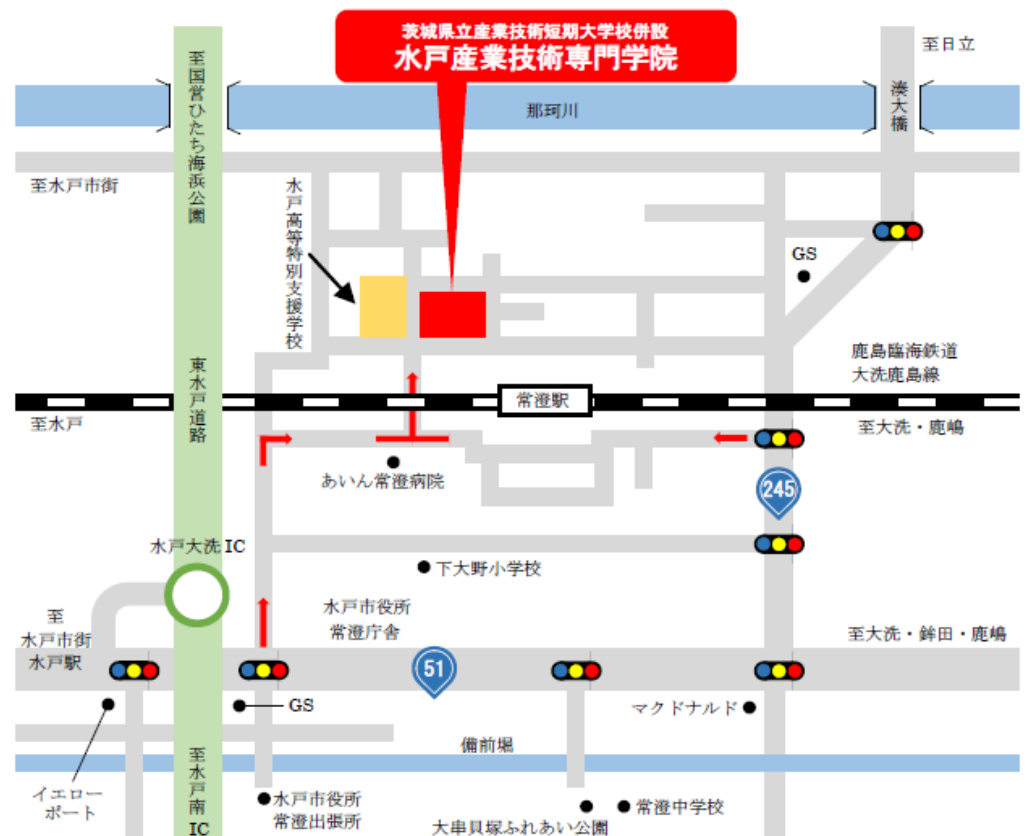 茨城県立産業技術短期大学校併設
水戸産業技術専門学院
至日立
至国営ひたち海浜公園
那珂川
湊大橋
至水戸市街
水戸高等特別支援学校
GS
鹿島臨海鉄道
大洗鹿島線
東水戸道路
常澄駅
至水戸
至大洗・鹿嶋
あいん常澄病院
245
水戸大洗IC
下大野小学校
水戸市役所
常澄庁舎
至
水戸市街
水戸駅
至大洗・鉾田・鹿嶋
51
GS
マクドナルド
備前堀
至水戸南IC
イエロー
ポート
水戸市役所
常澄出張所
常澄中学校
大串貝塚ふれあい公園